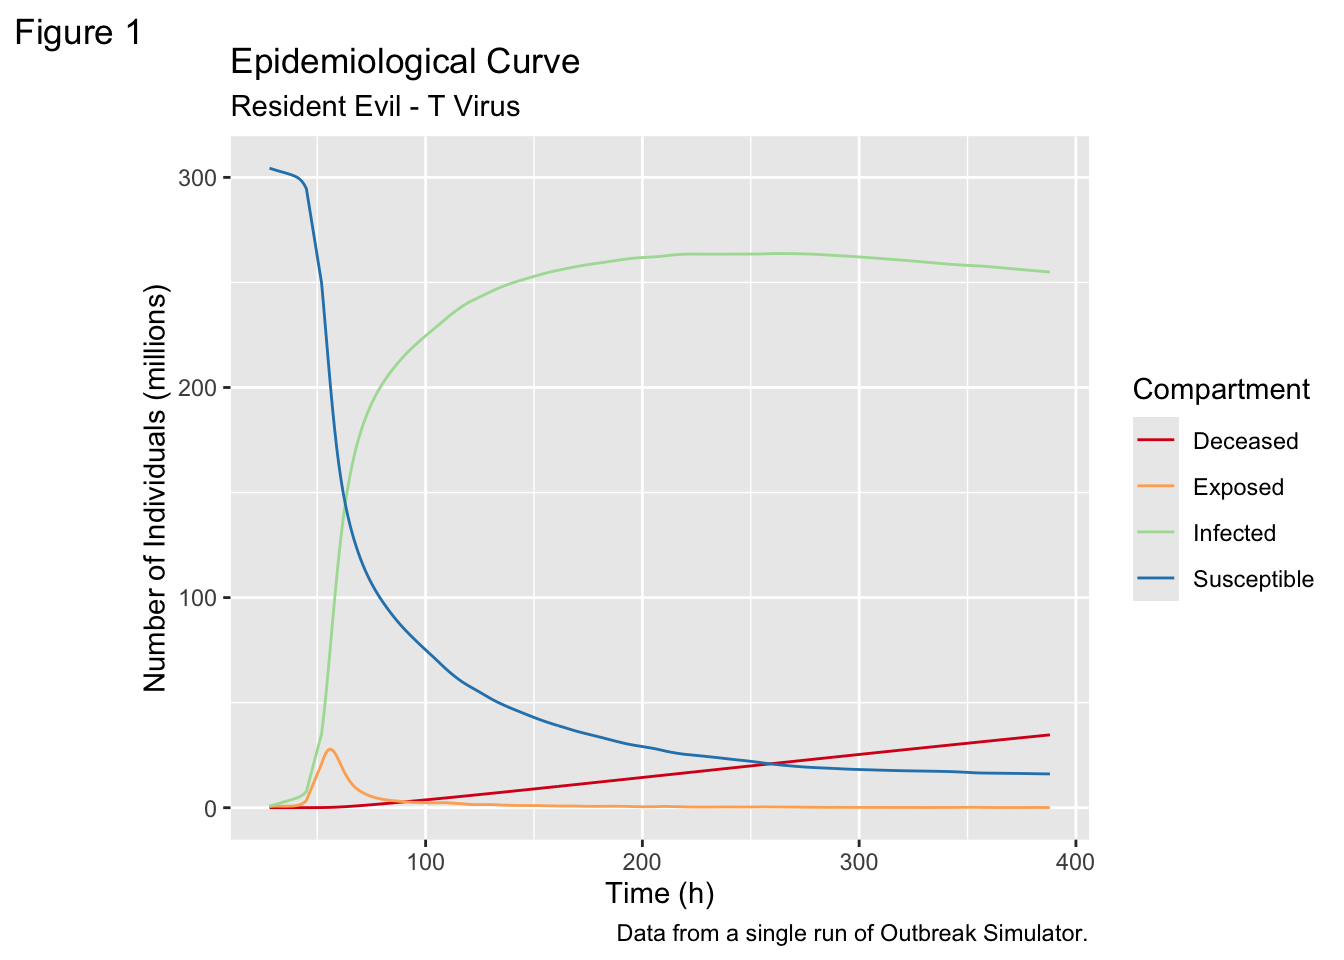 Figure 1
Epidemiological Curve
Resident Evil - T Virus
Number of Individuals (millions)
300
200
100
0
100 200 300 400
Time (h)
Compartment
Deceased
Exposed
Infected
Susceptible
Data from a single run of Outbreak Simulator.